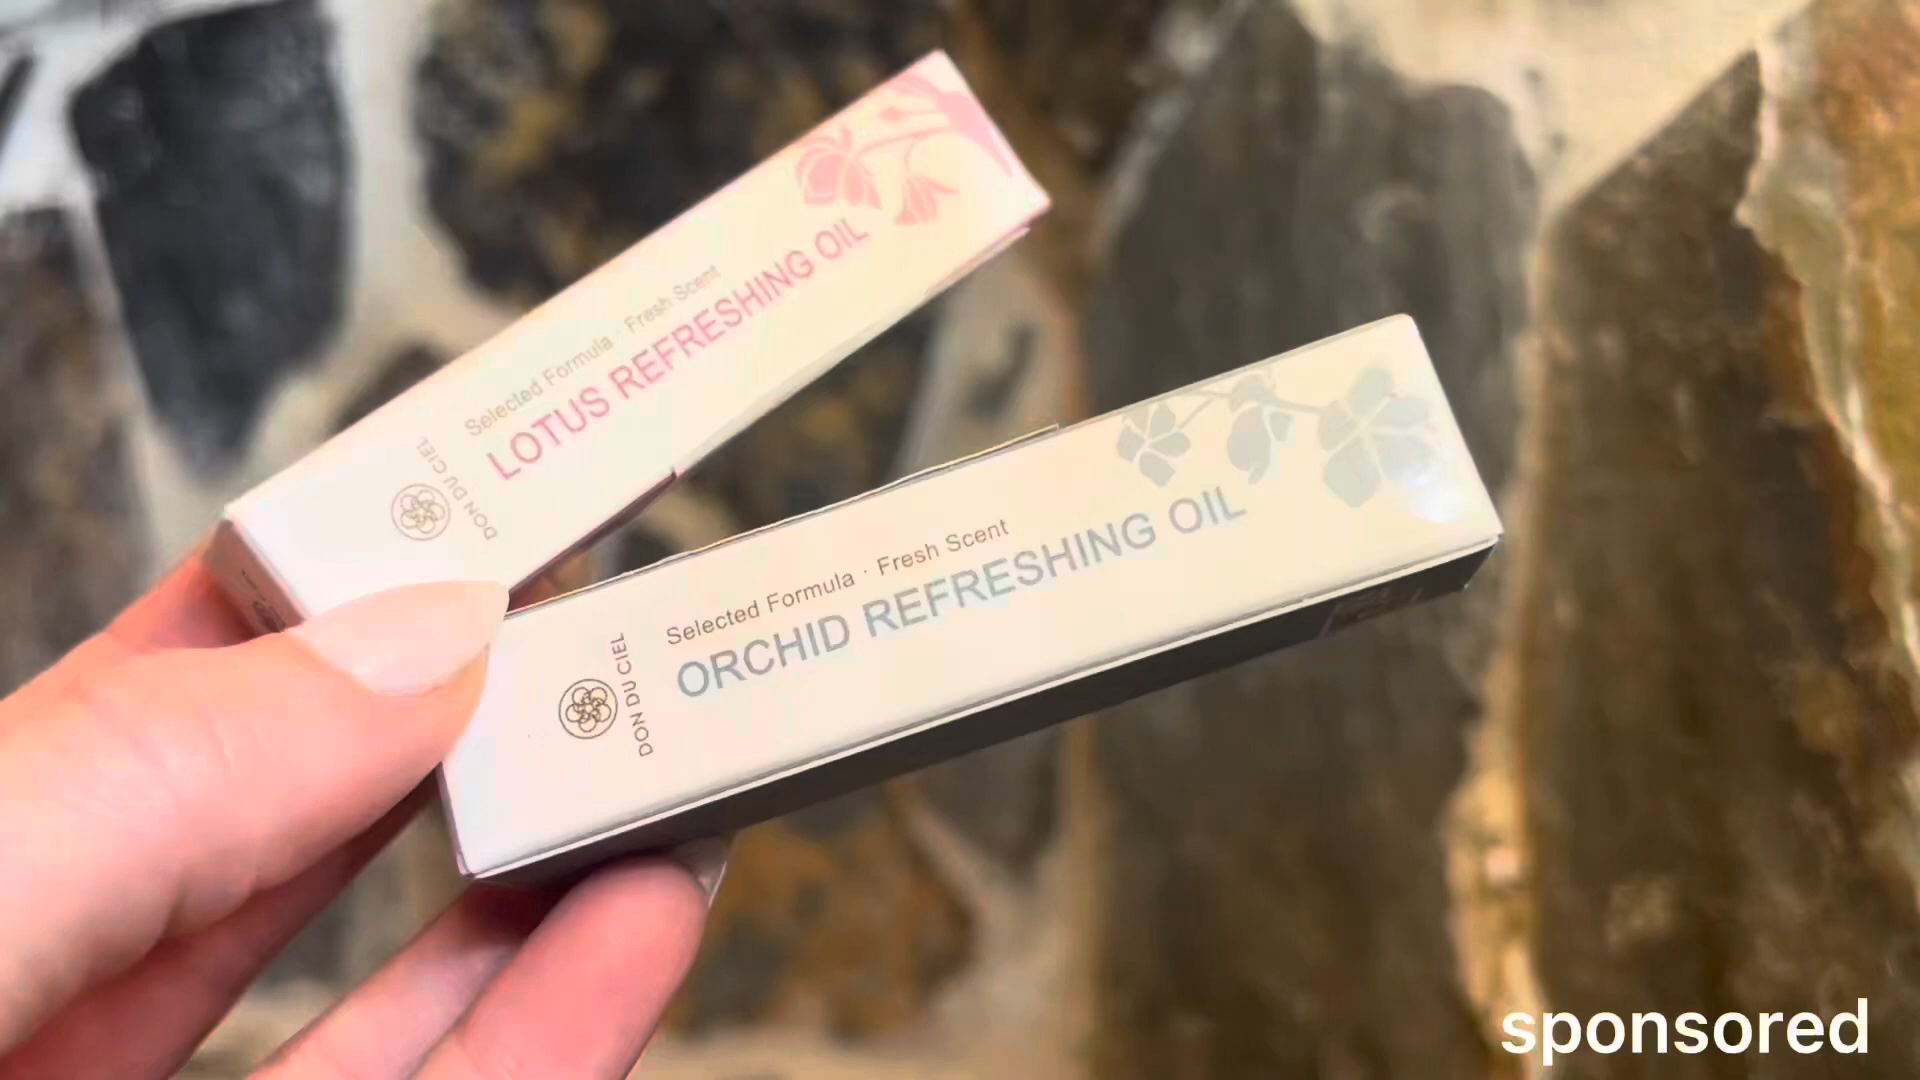 Selected Formula · Fresh Scent
LOTUS REFRESHING OIL
DON DU CIEL
Selected Formula · Fresh Scent
ORCHID REFRESHING OIL
DON DU CIEL
sponsored